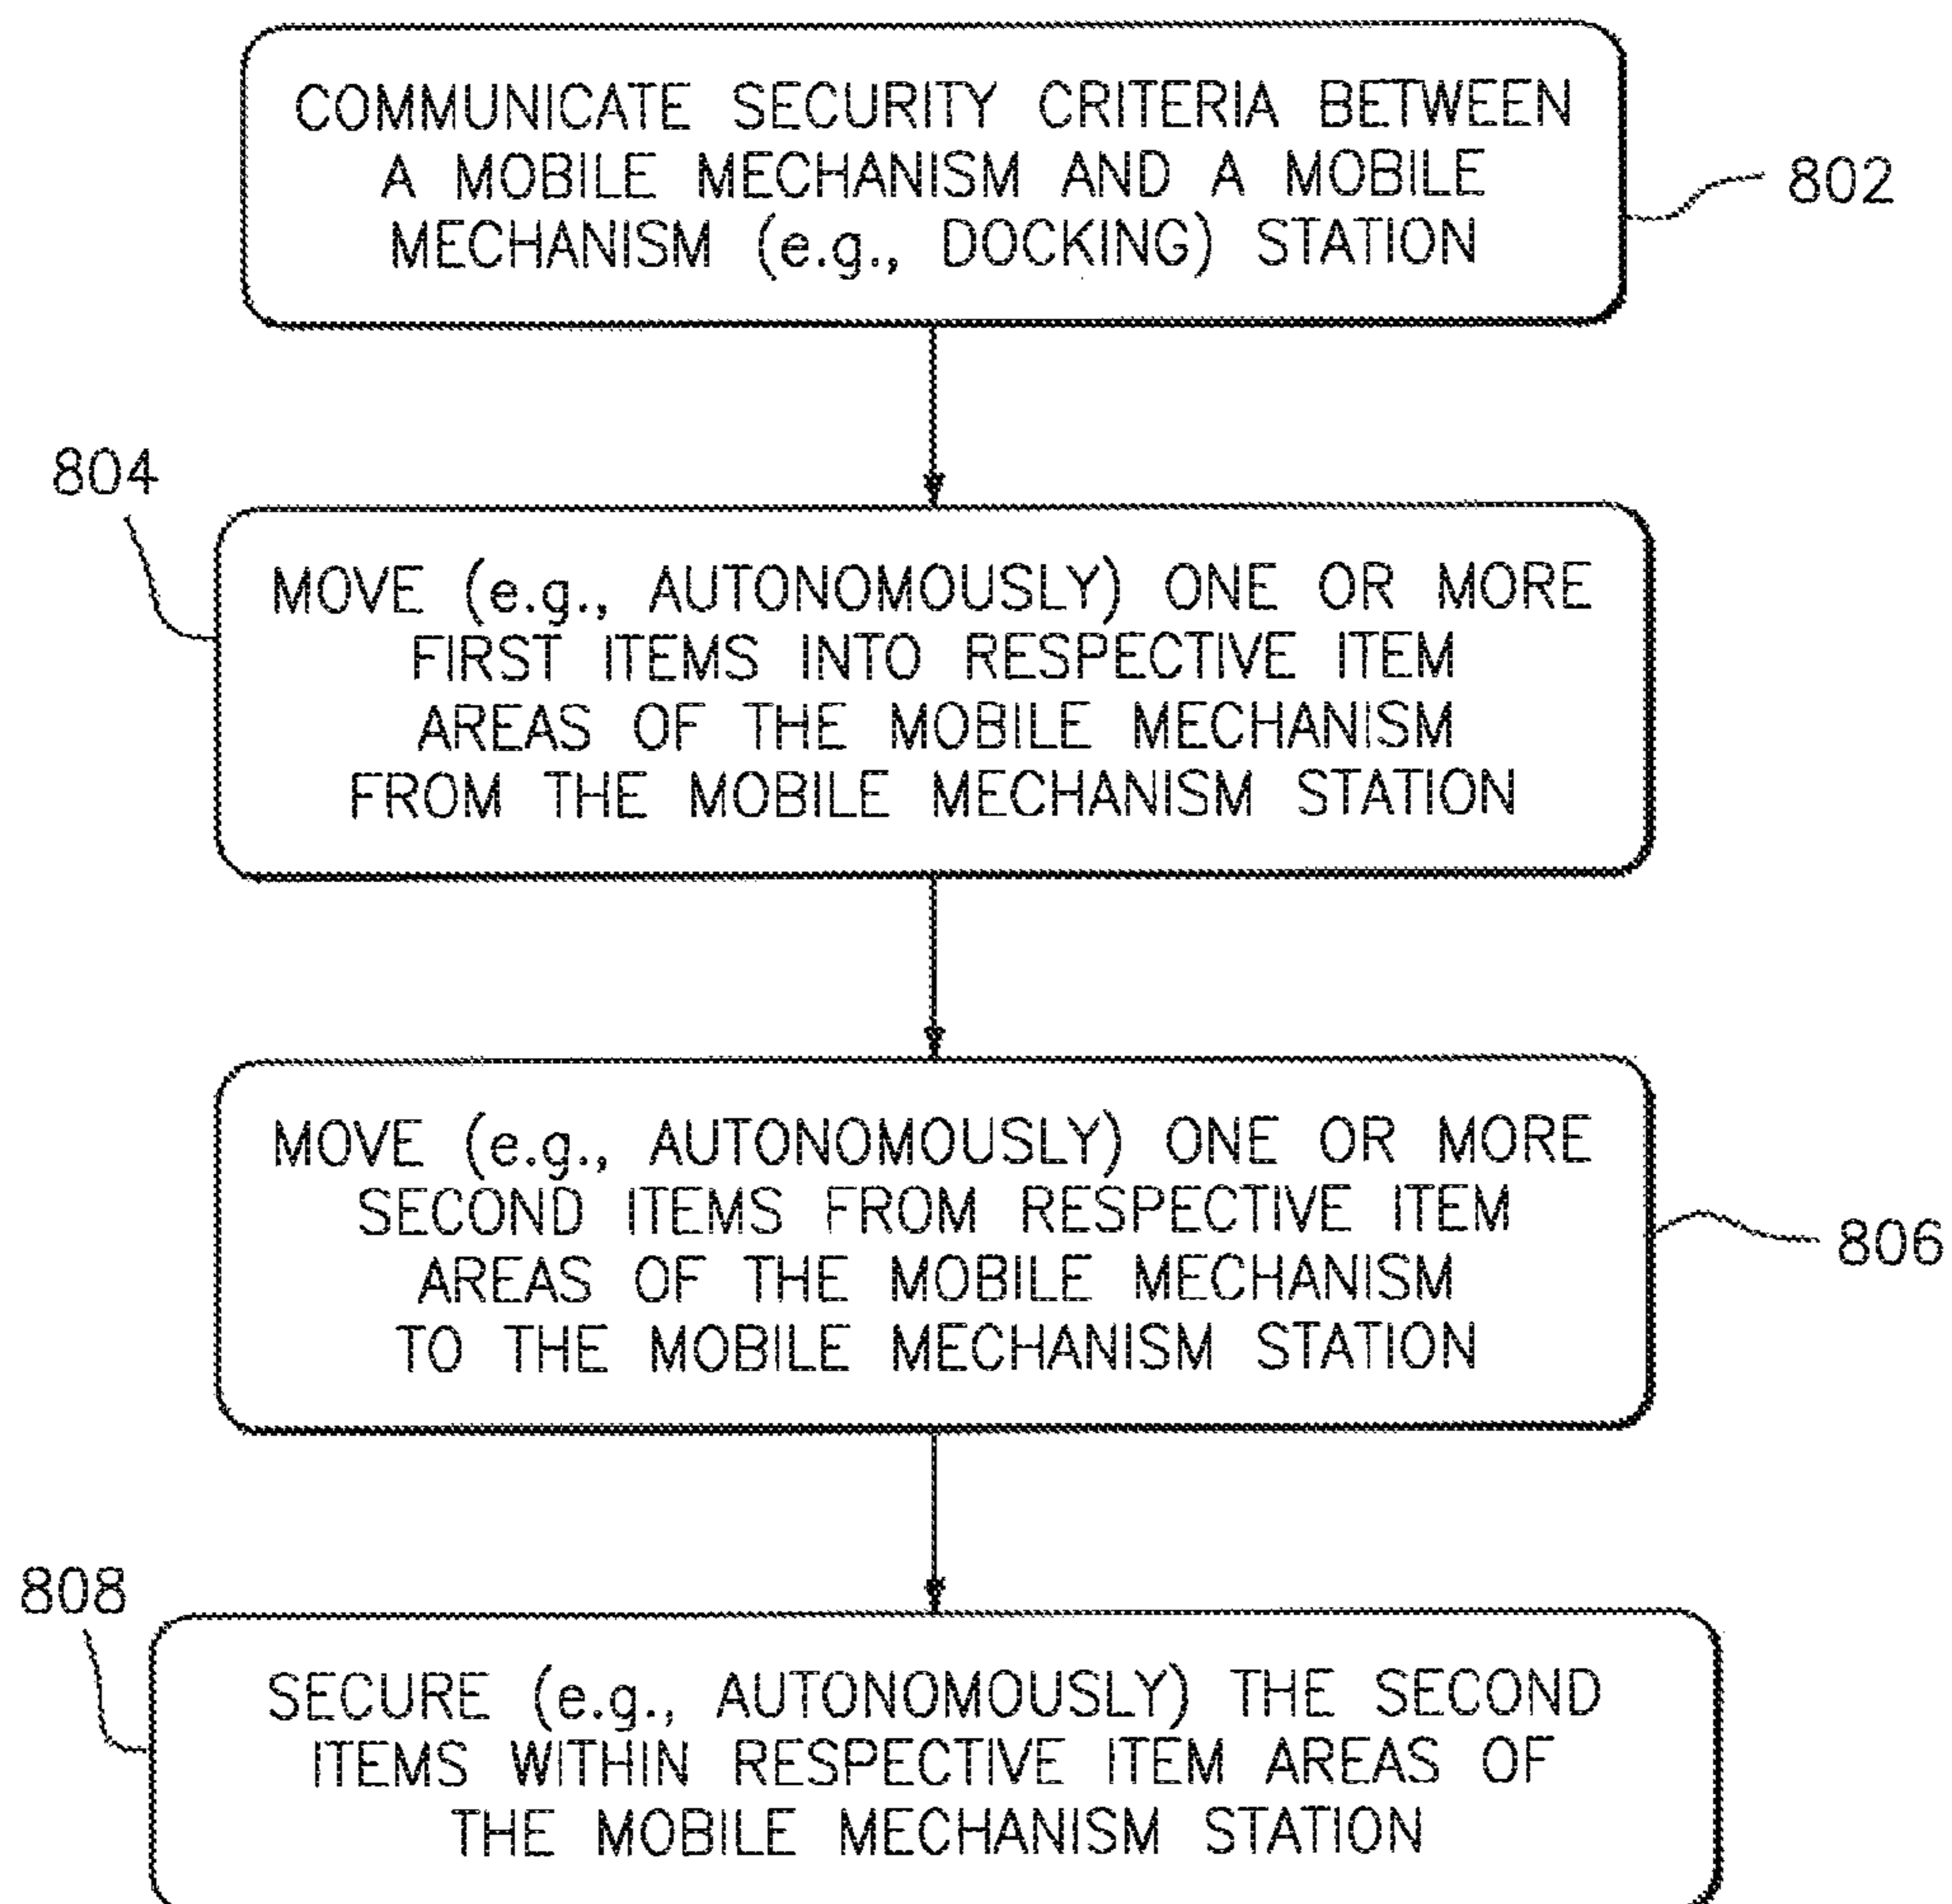 COMMUNICATE SECURITY CRITERIA BETWEEN
A MOBILE MECHANISM AND A MOBILE
MECHANISM (e.g., DOCKING) STATION
802
804
MOVE (e.g., AUTONOMOUSLY) ONE OR MORE
FIRST ITEMS INTO RESPECTIVE ITEM
AREAS OF THE MOBILE MECHANISM
FROM THE MOBILE MECHANISM STATION
MOVE (e.g., AUTONOMOUSLY) ONE OR MORE
SECOND ITEMS FROM RESPECTIVE ITEM
AREAS OF THE MOBILE MECHANISM
TO THE MOBILE MECHANISM STATION
806
808
SECURE (e.g., AUTONOMOUSLY) THE SECOND
ITEMS WITHIN RESPECTIVE ITEM AREAS OF
THE MOBILE MECHANISM STATION